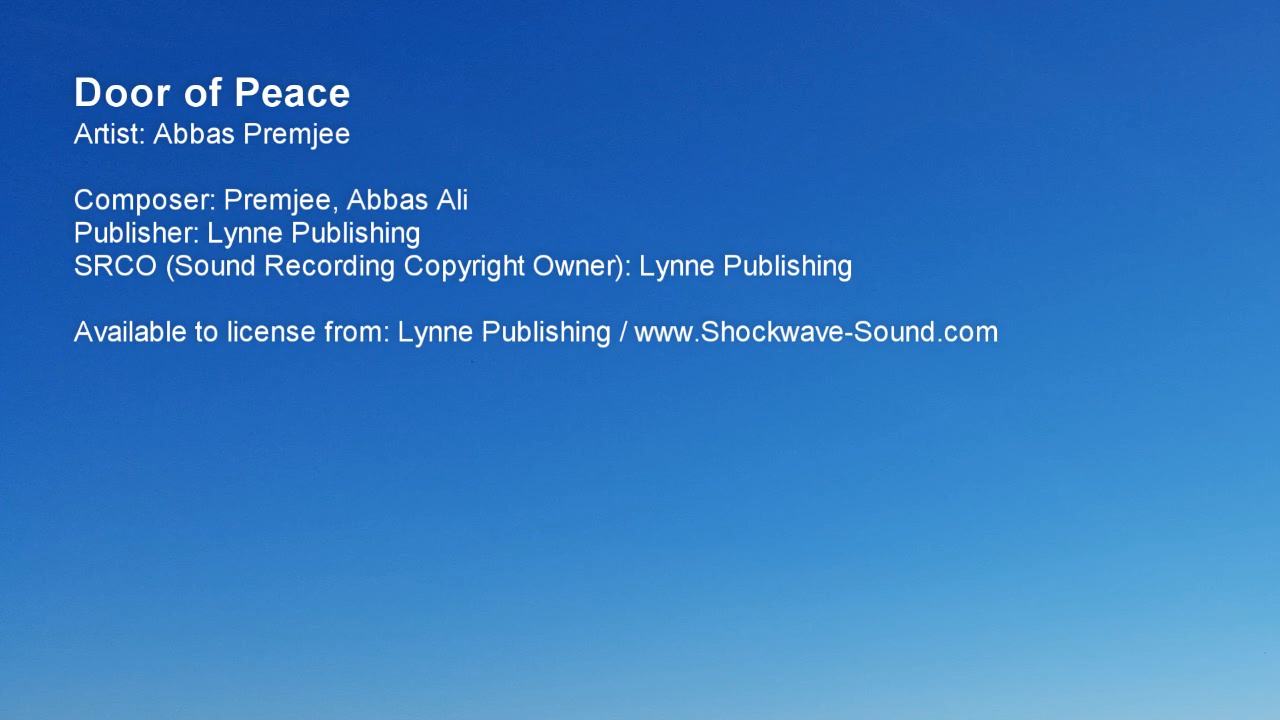 Door of Peace
Artist: Abbas Premjee
Composer: Premjee, Abbas Ali
Publisher: Lynne Publishing
SRCO (Sound Recording Copyright Owner): Lynne Publishing
Available to license from: Lynne Publishing / www.Shockwave-Sound.com